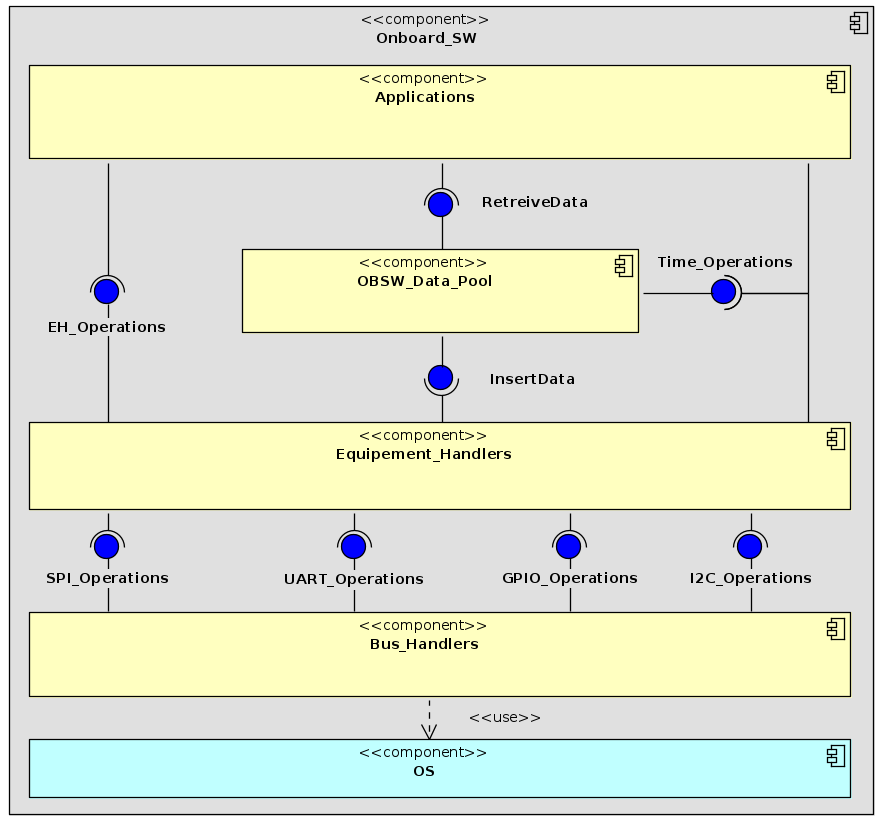 <<component>>
Onboard_SW
<<component>>
Applications
RetreiveData
<<component>>
OBSW_Data_Pool
Time_Operations
EH_Operations
InsertData
<<component>>
Equipement_Handlers
SPI_Operations
UART_Operations
GPIO_Operations
I2C_Operations
<<component>>
Bus_Handlers
<<use>>
<<component>>
OS